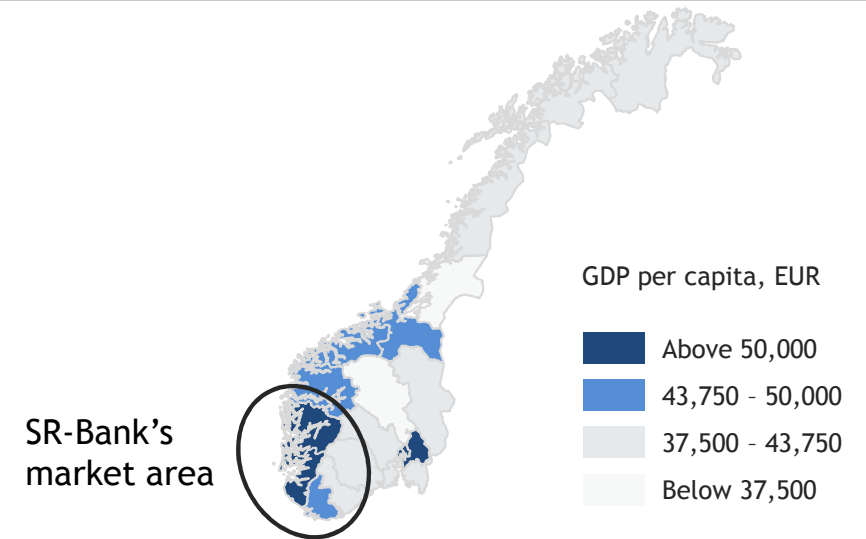 GDP per capita, EUR
Above 50,000
43,750 – 50,000
37,500 – 43,750
Below 37,500
SR-Bank’s
market area